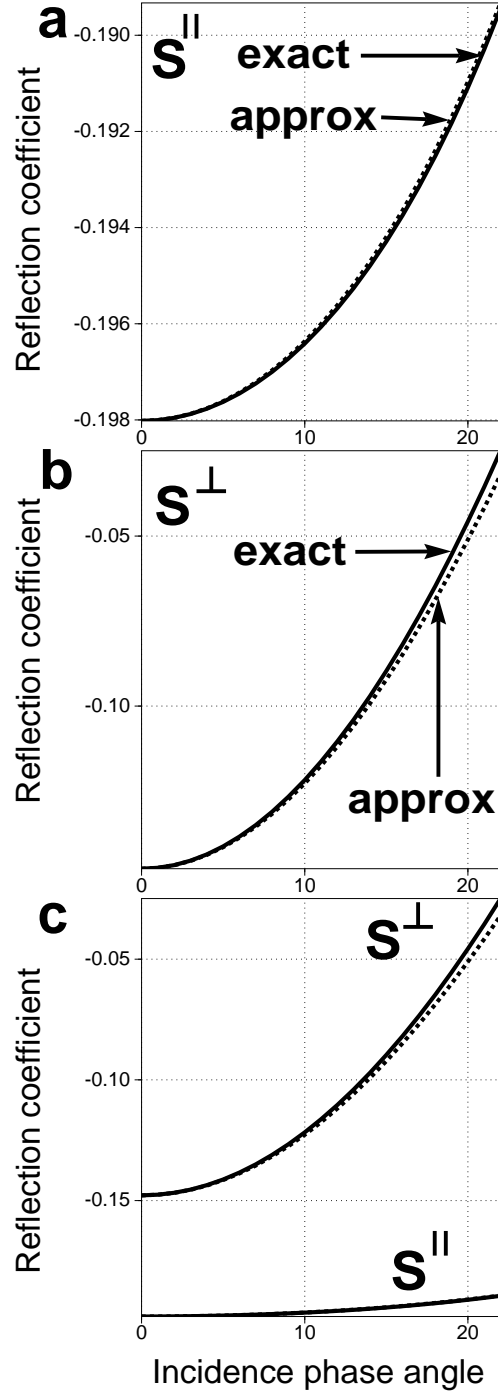 a
-0.190
S||
exact
-0.192
approx
-0.194
-0.196
-0.198
Reflection coefficient
0 10 20
b
S⊥
-0.05
exact
-0.10
approx
Reflection coefficient
0 10 20
c
S⊥
-0.05
-0.10
-0.15
S||
Reflection coefficient
0 10 20
Incidence phase angle